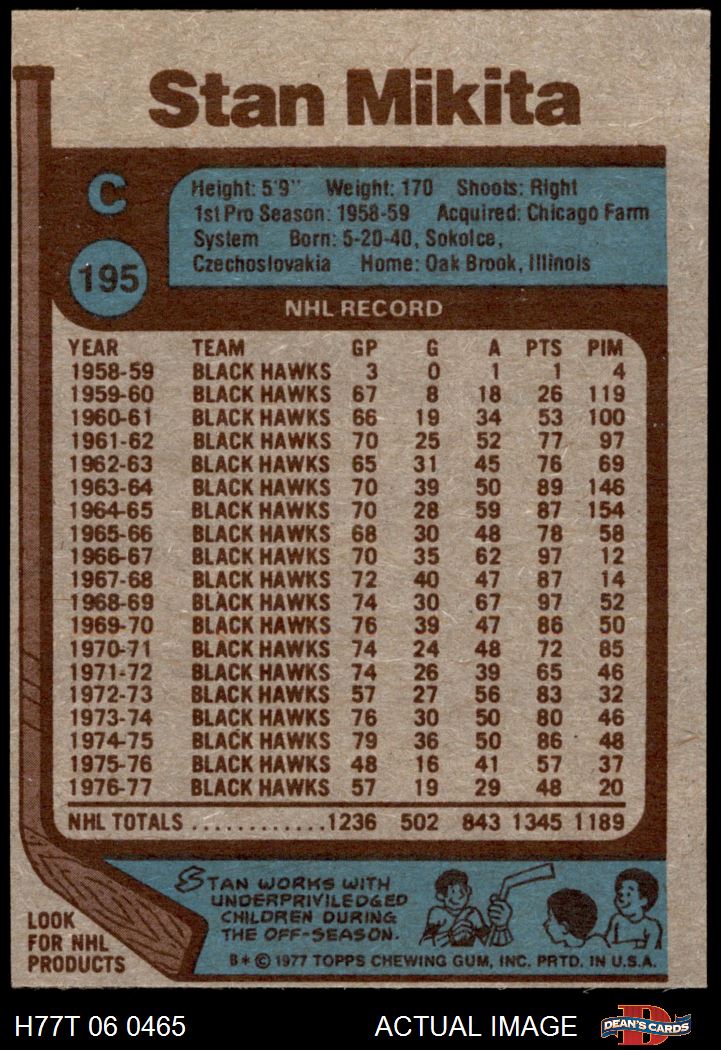 Stan Mikita
C
195
Height: 5'9" Weight: 170 Shoots: Right
1st Pro Season: 1958-59 Acquired: Chicago Farm
System Born: 5-20-40, Sokolce,
Czechoslovakia Home: Oak Brook, Illinois
NHL RECORD
YEAR TEAM GP G A PTS PIM
1958-59 BLACK HAWKS 3 0 1 1 4
1959-60 BLACK HAWKS 67 8 18 26 119
1960-61 BLACK HAWKS 66 19 34 53 100
1961-62 BLACK HAWKS 70 25 52 77 97
1962-63 BLACK HAWKS 65 31 45 76 69
1963-64 BLACK HAWKS 70 39 50 89 146
1964-65 BLACK HAWKS 70 28 59 87 154
1965-66 BLACK HAWKS 68 30 48 78 58
1966-67 BLACK HAWKS 70 35 62 97 12
1967-68 BLACK HAWKS 72 40 47 87 14
1968-69 BLACK HAWKS 74 30 67 97 52
1969-70 BLACK HAWKS 76 39 47 86 50
1970-71 BLACK HAWKS 74 24 48 72 85
1971-72 BLACK HAWKS 74 26 39 65 46
1972-73 BLACK HAWKS 57 27 56 83 32
1973-74 BLACK HAWKS 76 30 50 80 46
1974-75 BLACK HAWKS 79 36 50 86 48
1975-76 BLACK HAWKS 48 16 41 57 37
1976-77 BLACK HAWKS 57 19 29 48 20
NHL TOTALS ............1236 502 843 1345 1189
STAN WORKS WITH
UNDERPRIVILEDGED
CHILDREN DURING
THE OFF-SEASON.
LOOK
FOR NHL
PRODUCTS
B* © 1977 TOPPS CHEWING GUM, INC. PRTD. IN U.S.A.
H77T 06 0465 ACTUAL IMAGE
D
DEAN'S CARDS